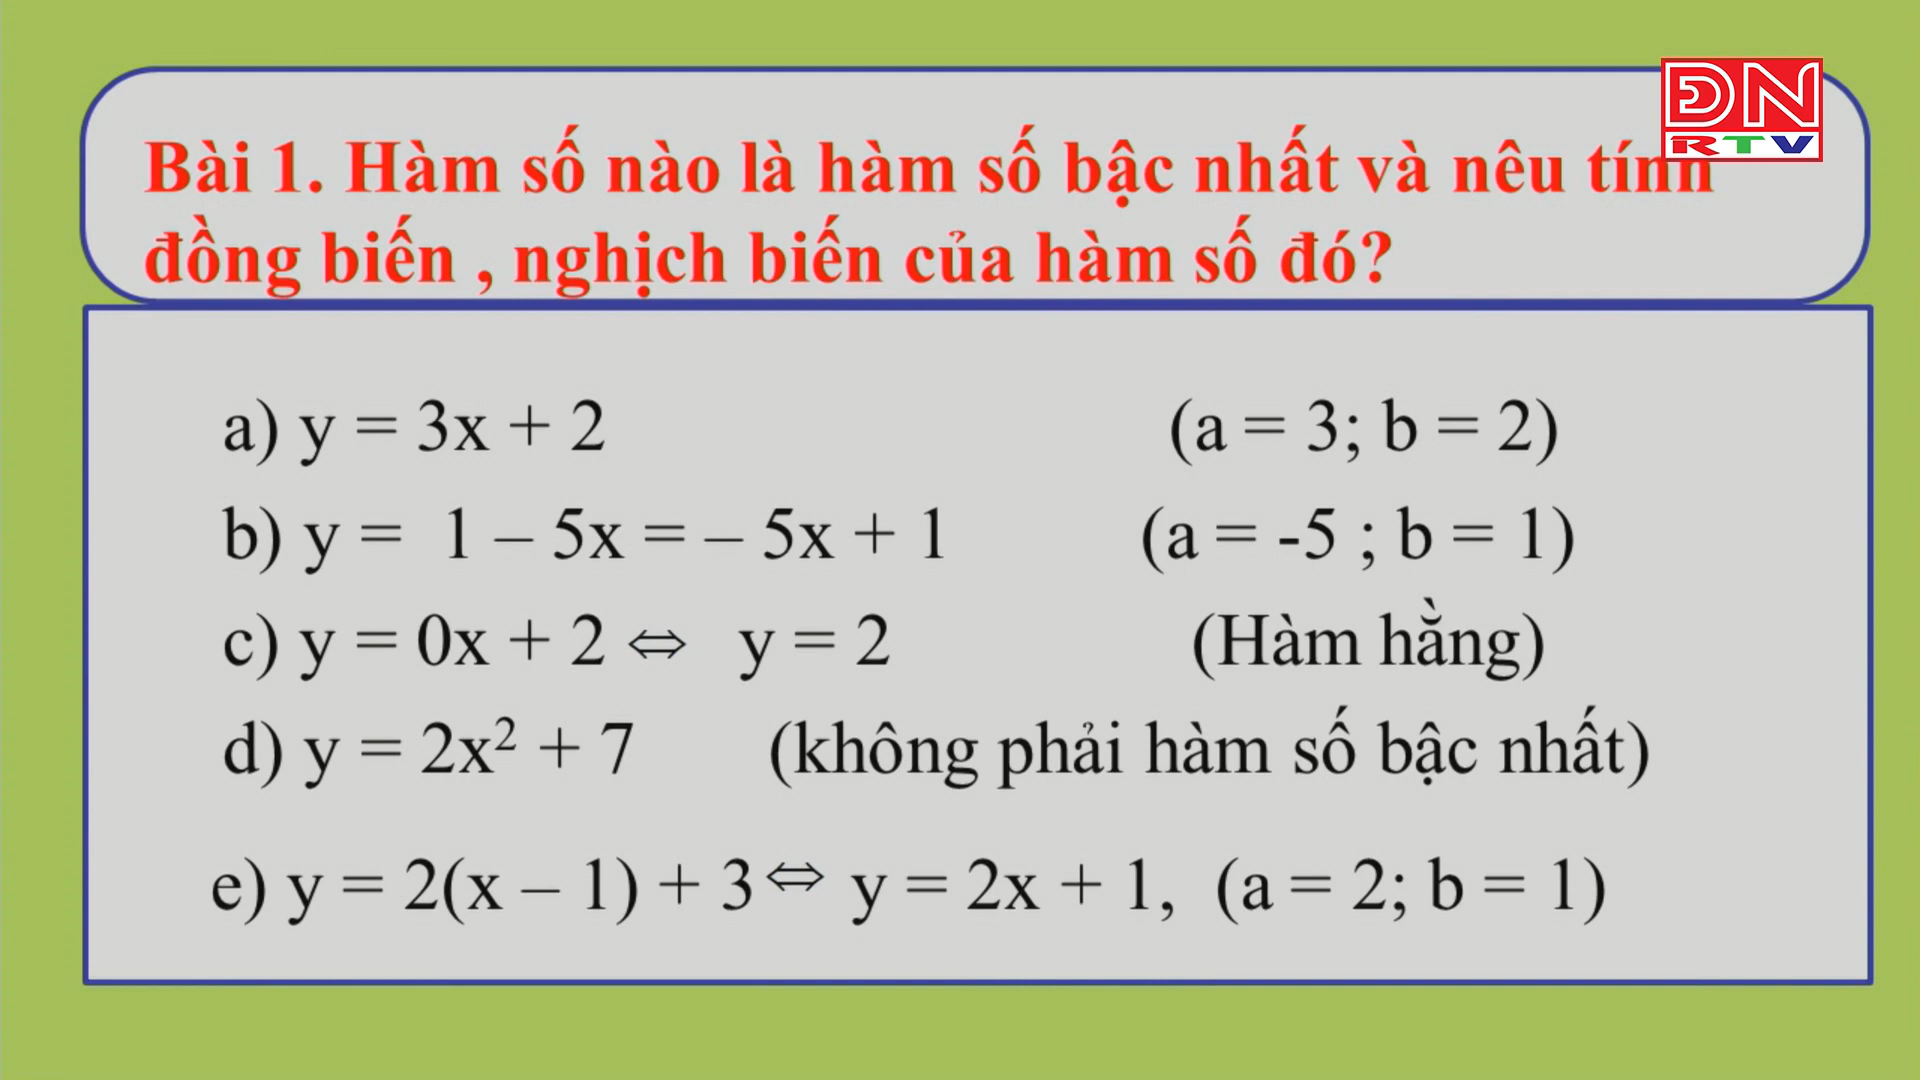 ĐN
RTV
Bài 1. Hàm số nào là hàm số bậc nhất và nêu tính
đồng biến , nghịch biến của hàm số đó?
a) y = 3x + 2 (a = 3; b = 2)
b) y = 1 – 5x = – 5x + 1 (a = -5 ; b = 1)
c) y = 0x + 2 ⇔ y = 2 (Hàm hằng)
d) y = 2x² + 7 (không phải hàm số bậc nhất)
e) y = 2(x – 1) + 3 ⇔ y = 2x + 1, (a = 2; b = 1)